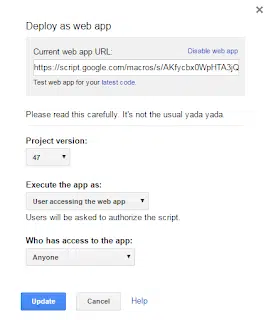 Deploy as web app
Current web app URL: Disable web app
https://script.google.com/macros/s/AKfycbx0WpHTA3jQ
Test web app for your latest code.
Please read this carefully. It's not the usual yada yada.
Project version:
47
Execute the app as:
User accessing the web app
Users will be asked to authorize the script.
Who has access to the app:
Anyone
Update Cancel Help